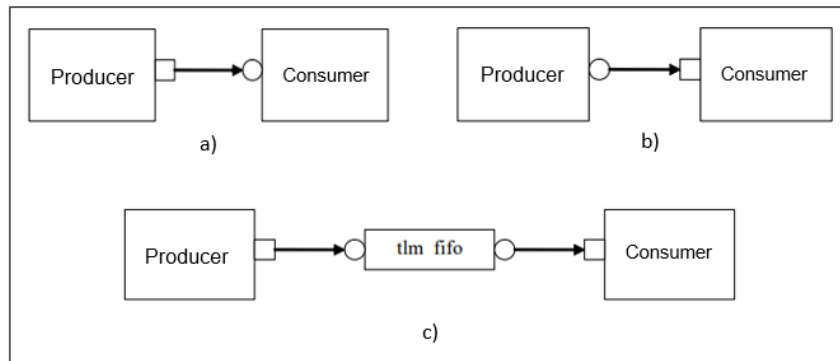 Producer
Consumer
a)
Producer
Consumer
b)
Producer
tlm fifo
Consumer
c)